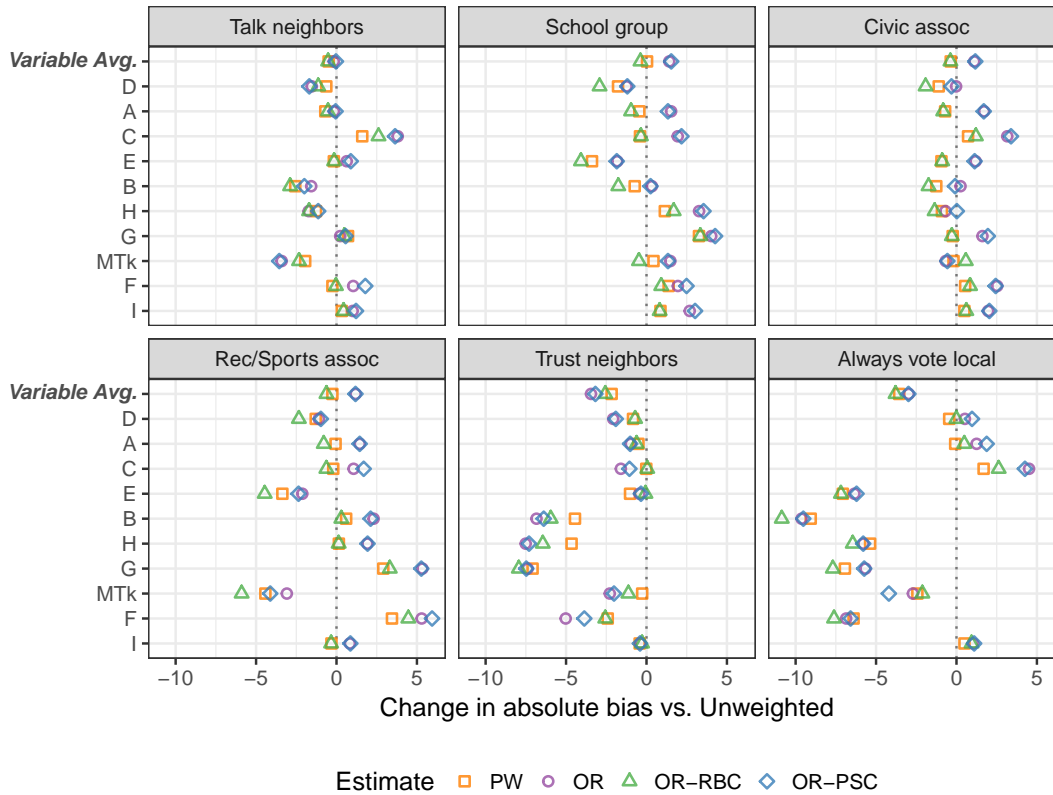 Talk neighbors
School group
Civic assoc
Variable Avg.
D
A
C
E
B
H
G
MTk
F
I
Rec/Sports assoc
Trust neighbors
Always vote local
Variable Avg.
D
A
C
E
B
H
G
MTk
F
I
−10 −5 0 5 −10 −5 0 5 −10 −5 0 5
Change in absolute bias vs. Unweighted
Estimate PW OR OR−RBC OR−PSC